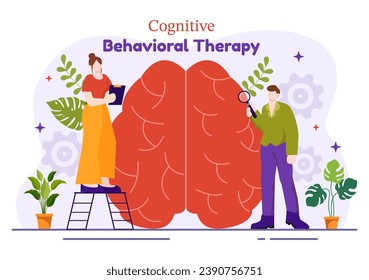 Cognitive
Behavioral Therapy
shutterstock.com · 2390756751